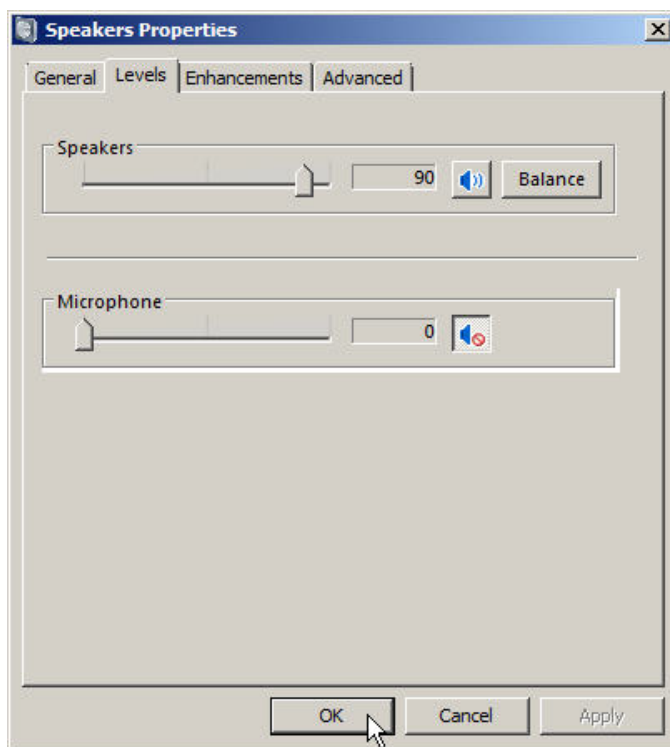 Speakers Properties
General Levels Enhancements Advanced
Speakers
90 Balance
Microphone
0
OK Cancel Apply